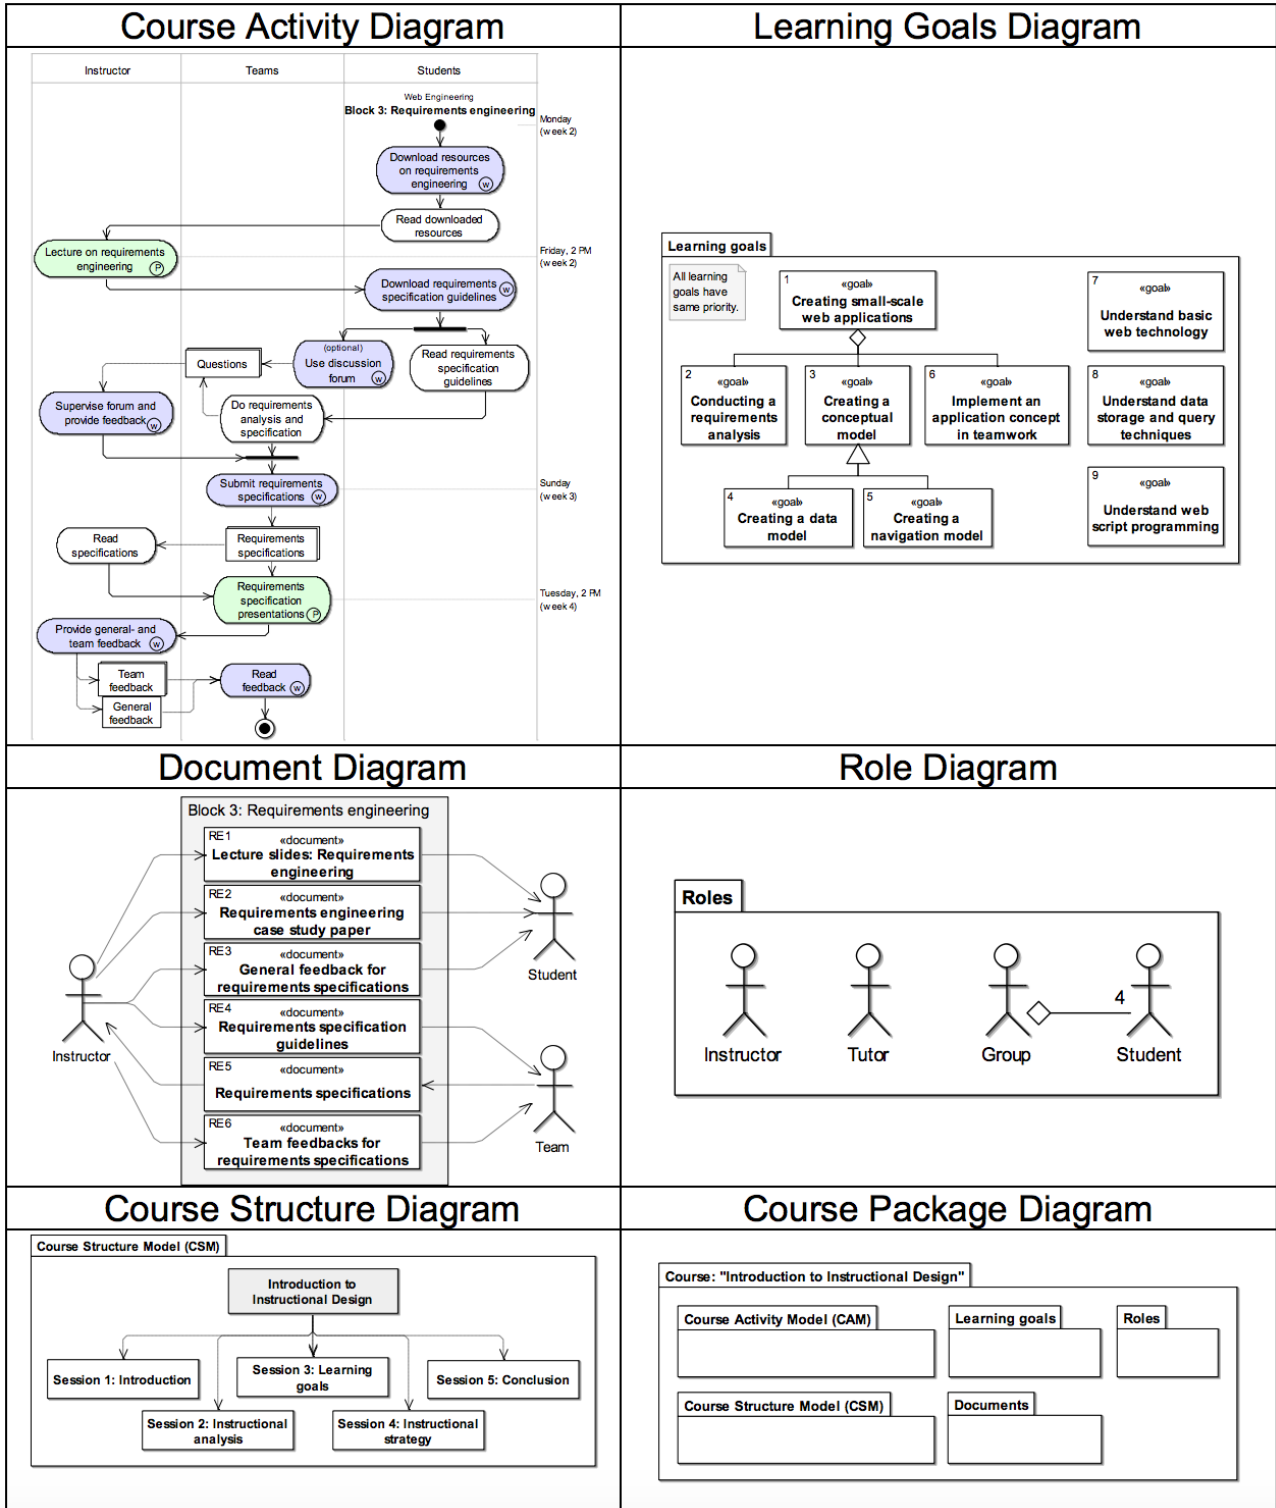 Course Activity Diagram
Instructor
Teams
Students
Web Engineering
Block 3: Requirements engineering
Monday
(week 2)
Download resources
on requirements
engineering
W
Read downloaded
resources
Lecture on requirements
engineering
P
Friday, 2 PM
(week 2)
Download requirements
specification guidelines
W
(optional)
Use discussion
forum
W
Read requirements
specification
guidelines
Questions
Supervise forum and
provide feedback
W
Do requirements
analysis and
specification
Submit requirements
specifications
W
Sunday
(week 3)
Read
specifications
Requirements
specifications
Requirements
specification
presentations
P
Tuesday, 2 PM
(week 4)
Provide general- and
team feedback
W
Team
feedback
General
feedback
Read
feedback
W
Learning Goals Diagram
Learning goals
All learning
goals have
same priority.
1
«goal»
Creating small-scale
web applications
2
«goal»
Conducting a
requirements
analysis
3
«goal»
Creating a
conceptual
model
6
«goal»
Implement an
application concept
in teamwork
4
«goal»
Creating a data
model
5
«goal»
Creating a
navigation model
7
«goal»
Understand basic
web technology
8
«goal»
Understand data
storage and query
techniques
9
«goal»
Understand web
script programming
Document Diagram
Block 3: Requirements engineering
RE1
«document»
Lecture slides: Requirements
engineering
RE2
«document»
Requirements engineering
case study paper
RE3
«document»
General feedback for
requirements specifications
RE4
«document»
Requirements specification
guidelines
RE5
«document»
Requirements specifications
RE6
«document»
Team feedbacks for
requirements specifications
Instructor
Student
Team
Role Diagram
Roles
4
Instructor
Tutor
Group
Student
Course Structure Diagram
Course Structure Model (CSM)
Introduction to
Instructional Design
Session 1: Introduction
Session 3: Learning
goals
Session 5: Conclusion
Session 2: Instructional
analysis
Session 4: Instructional
strategy
Course Package Diagram
Course: "Introduction to Instructional Design"
Course Activity Model (CAM)
Learning goals
Roles
Course Structure Model (CSM)
Documents